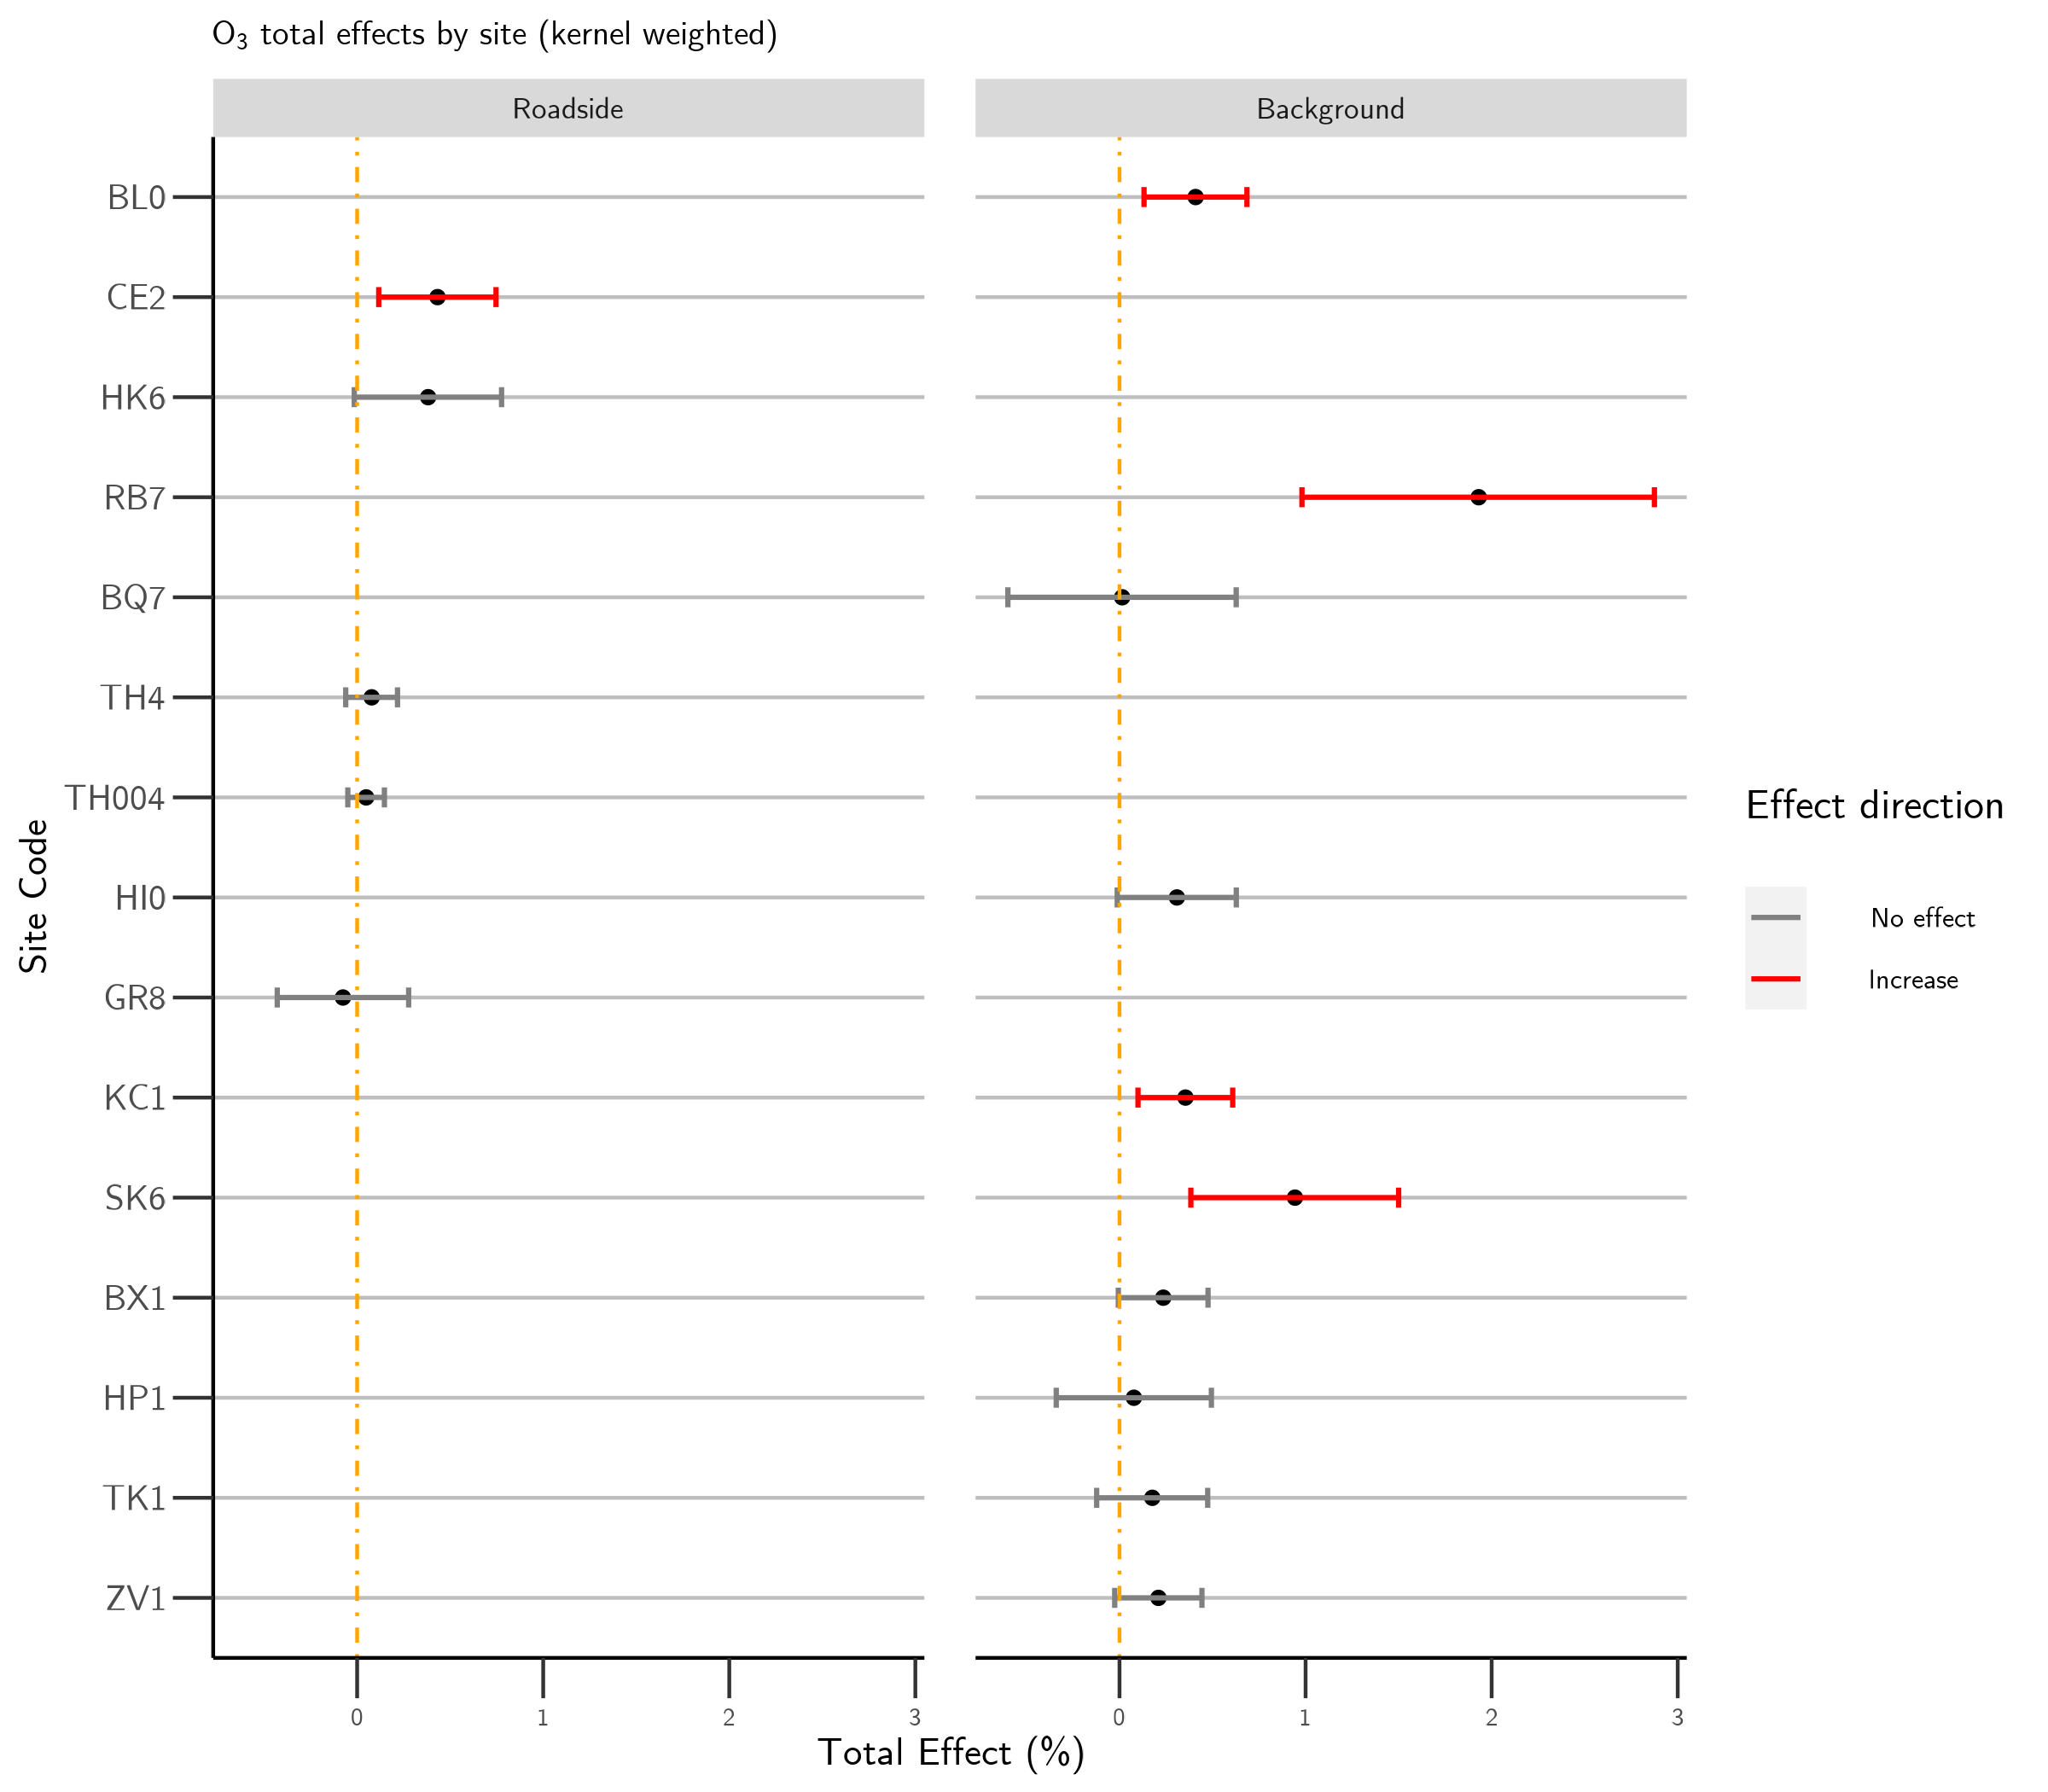 O₃ total effects by site (kernel weighted)
Roadside
Background
BL0
CE2
HK6
RB7
BQ7
TH4
TH004
HI0
GR8
KC1
SK6
BX1
HP1
TK1
ZV1
Site Code
0 1 2 3
0 1 2 3
Total Effect (%)
Effect direction
No effect
Increase